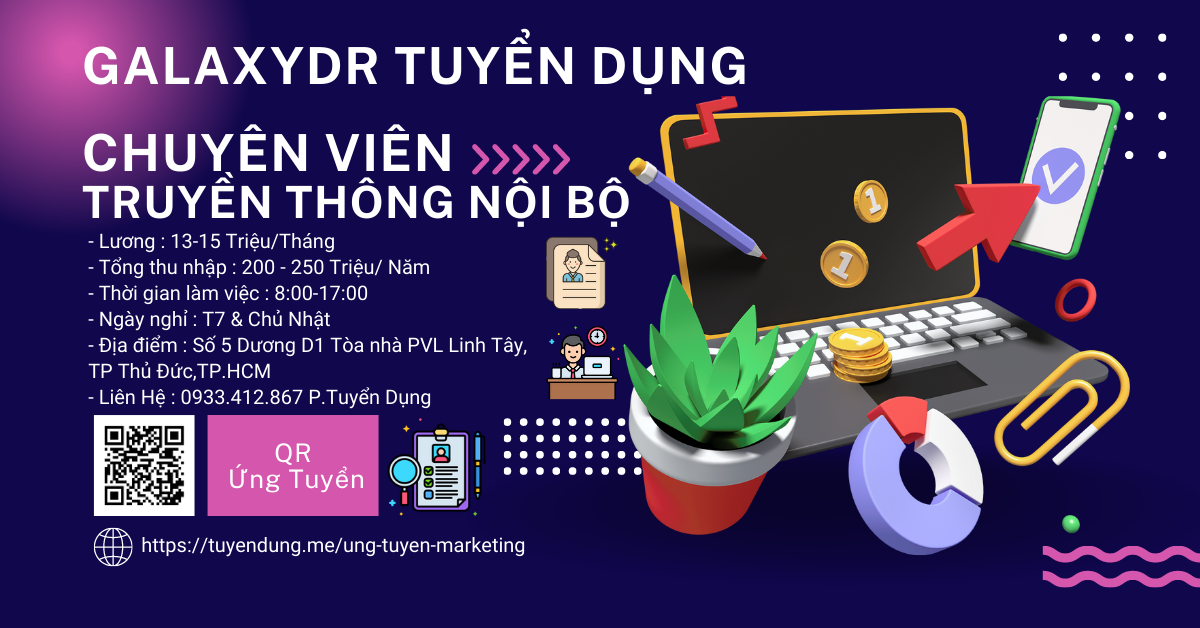 GALAXYDR TUYỂN DỤNG
CHUYÊN VIÊN
TRUYỀN THÔNG NỘI BỘ
- Lương : 13-15 Triệu/Tháng
- Tổng thu nhập : 200 - 250 Triệu/ Năm
- Thời gian làm việc : 8:00-17:00
- Ngày nghỉ : T7 & Chủ Nhật
- Địa điểm : Số 5 Dương D1 Tòa nhà PVL Linh Tây,
TP Thủ Đức,TP.HCM
- Liên Hệ : 0933.412.867 P.Tuyển Dụng
QR
Ứng Tuyển
https://tuyendung.me/ung-tuyen-marketing
1
1
1